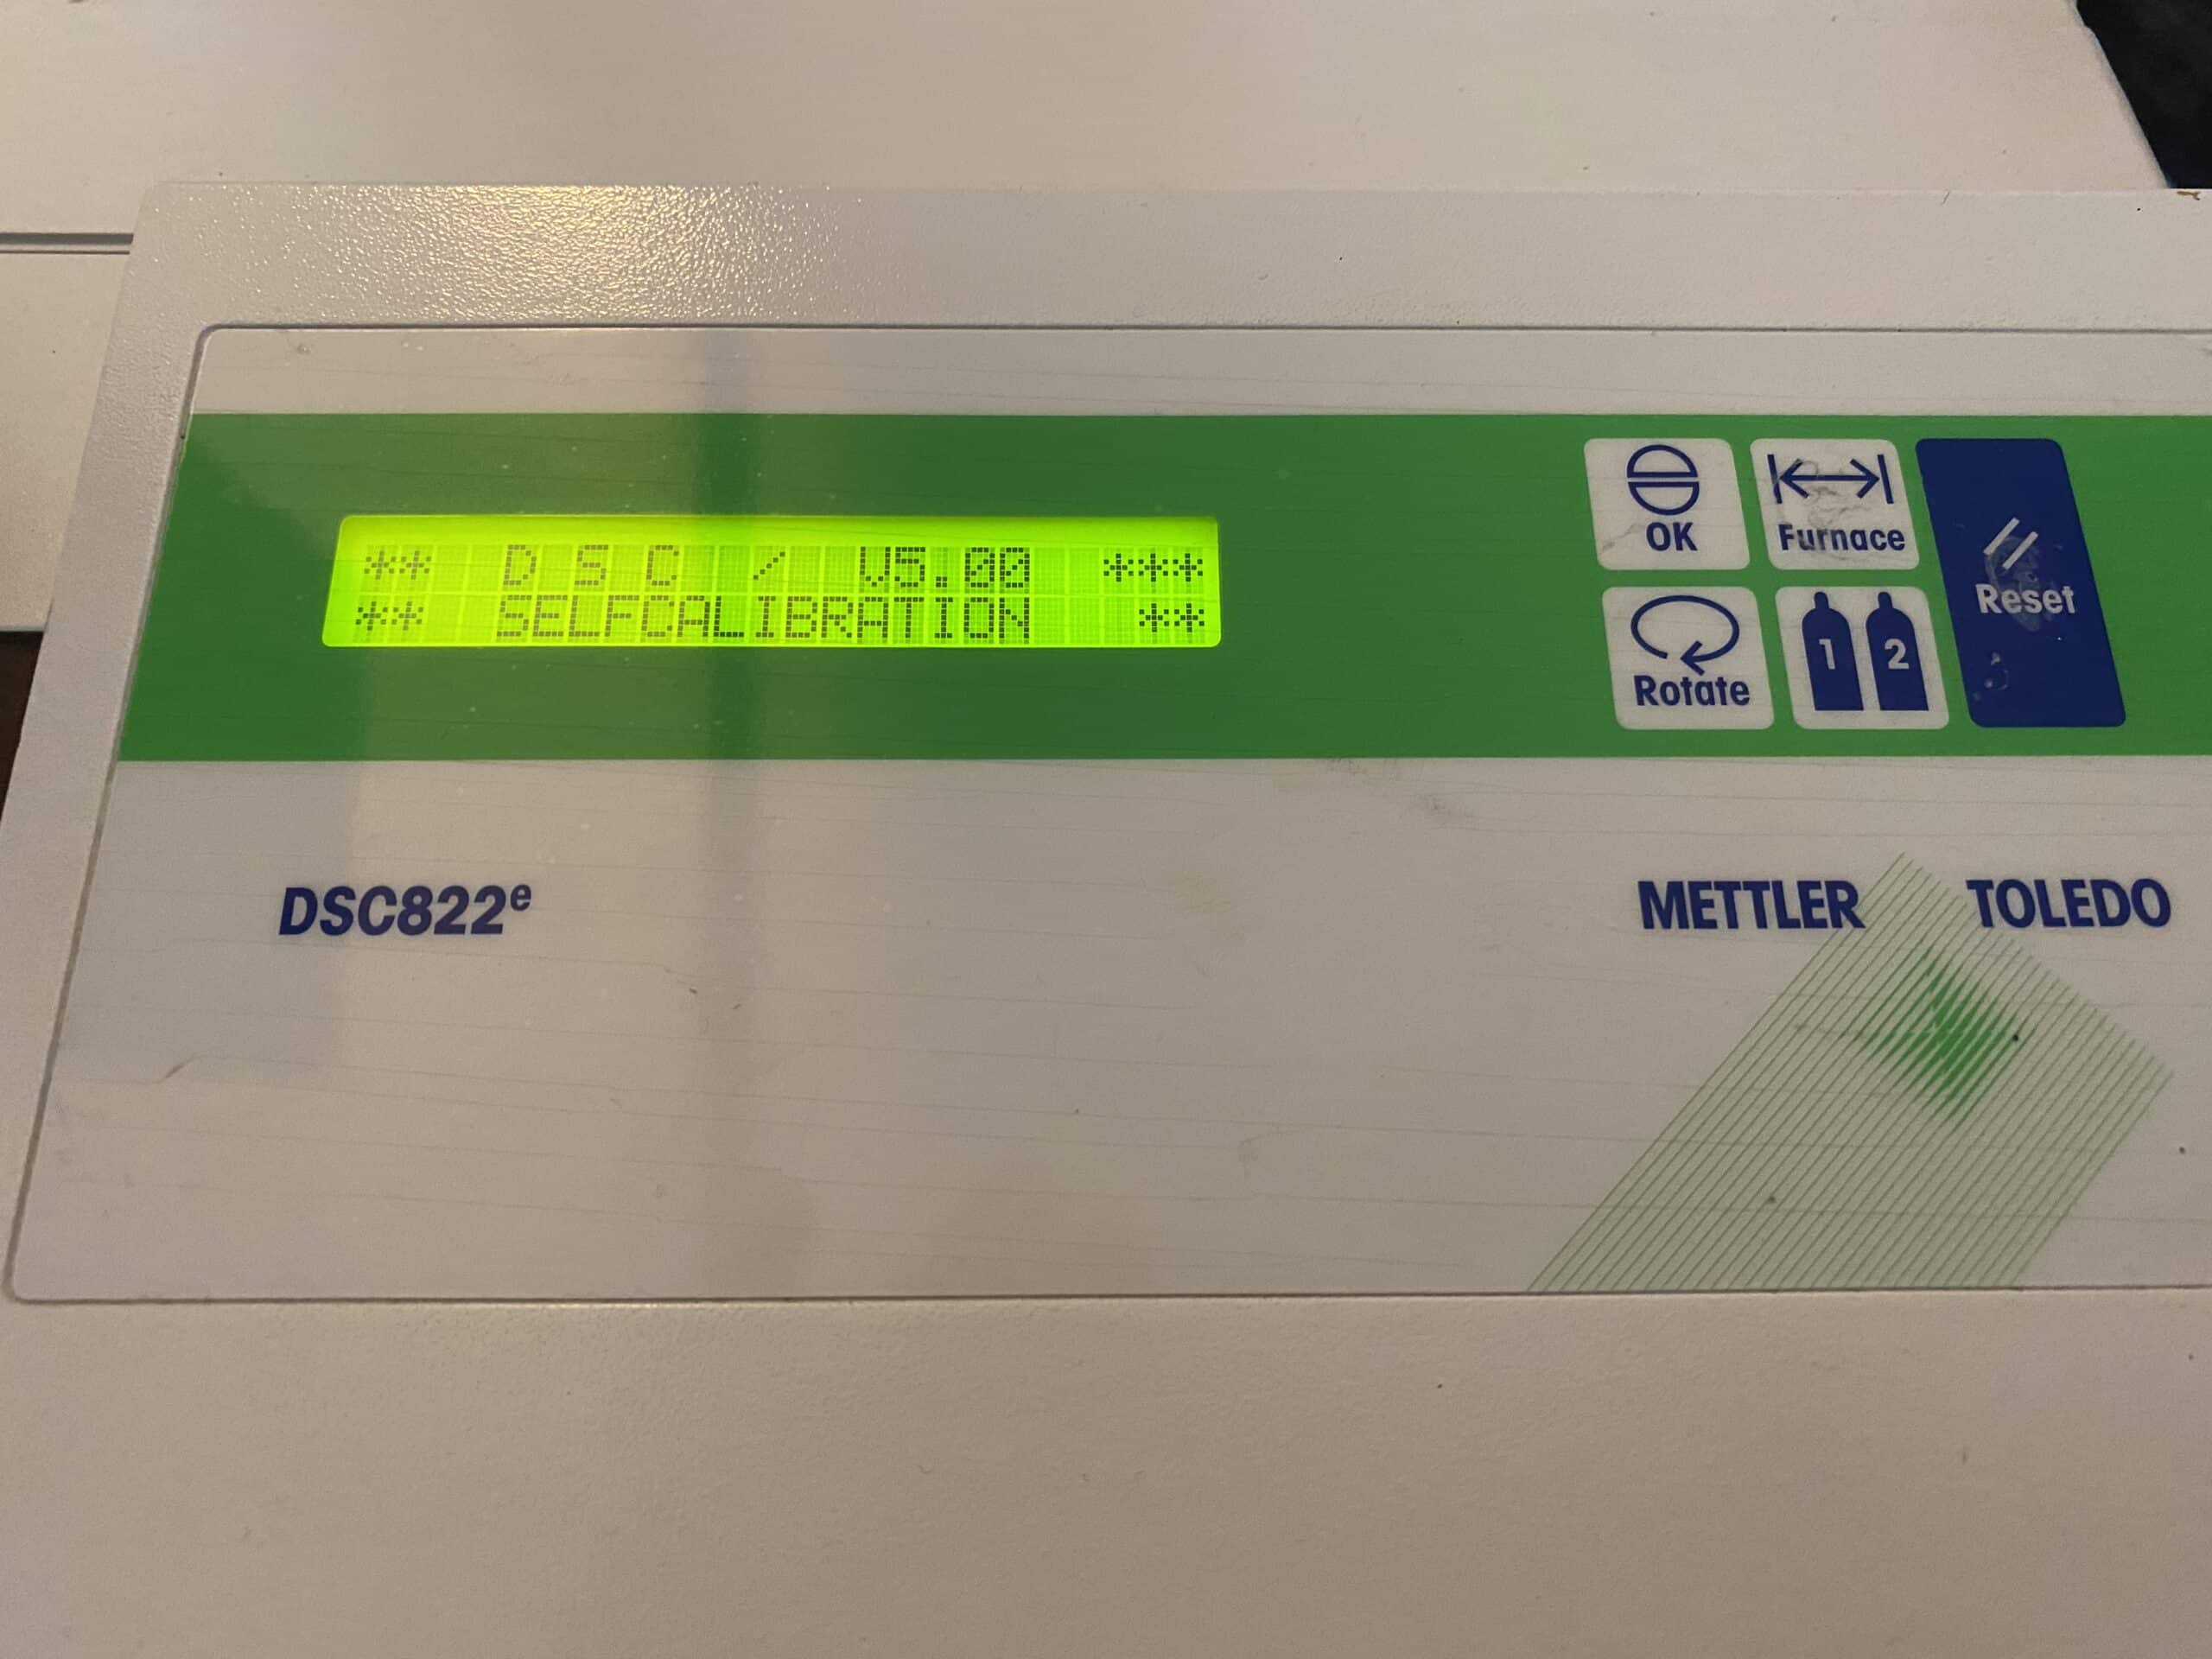 ** D S C / V5.00 ***
** SELFCALIBRATION **
OK
Furnace
Reset
Rotate
1 2
DSC822e
METTLER TOLEDO